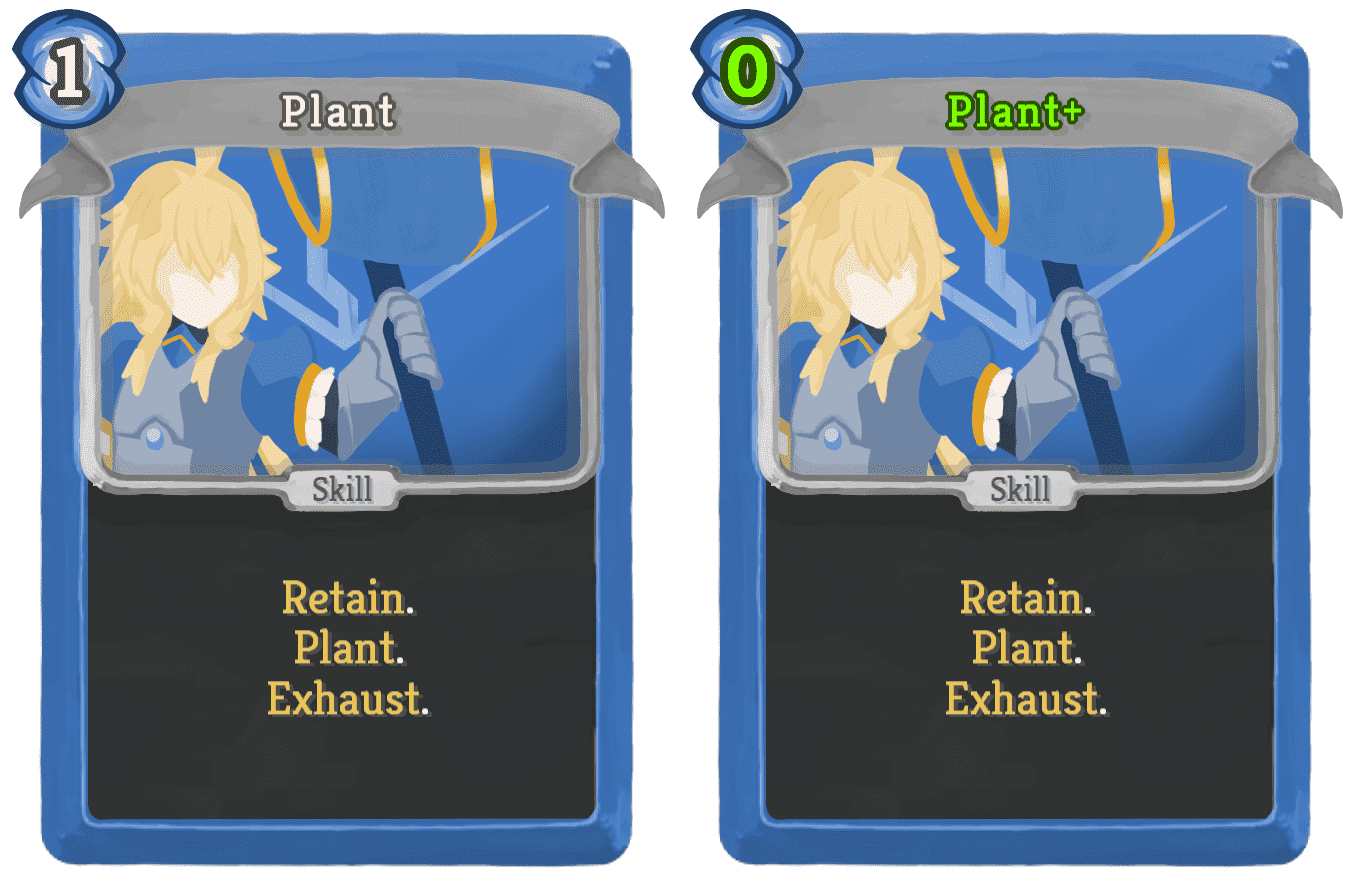 1
Plant
Skill
Retain.
Plant.
Exhaust.
0
Plant+
Skill
Retain.
Plant.
Exhaust.